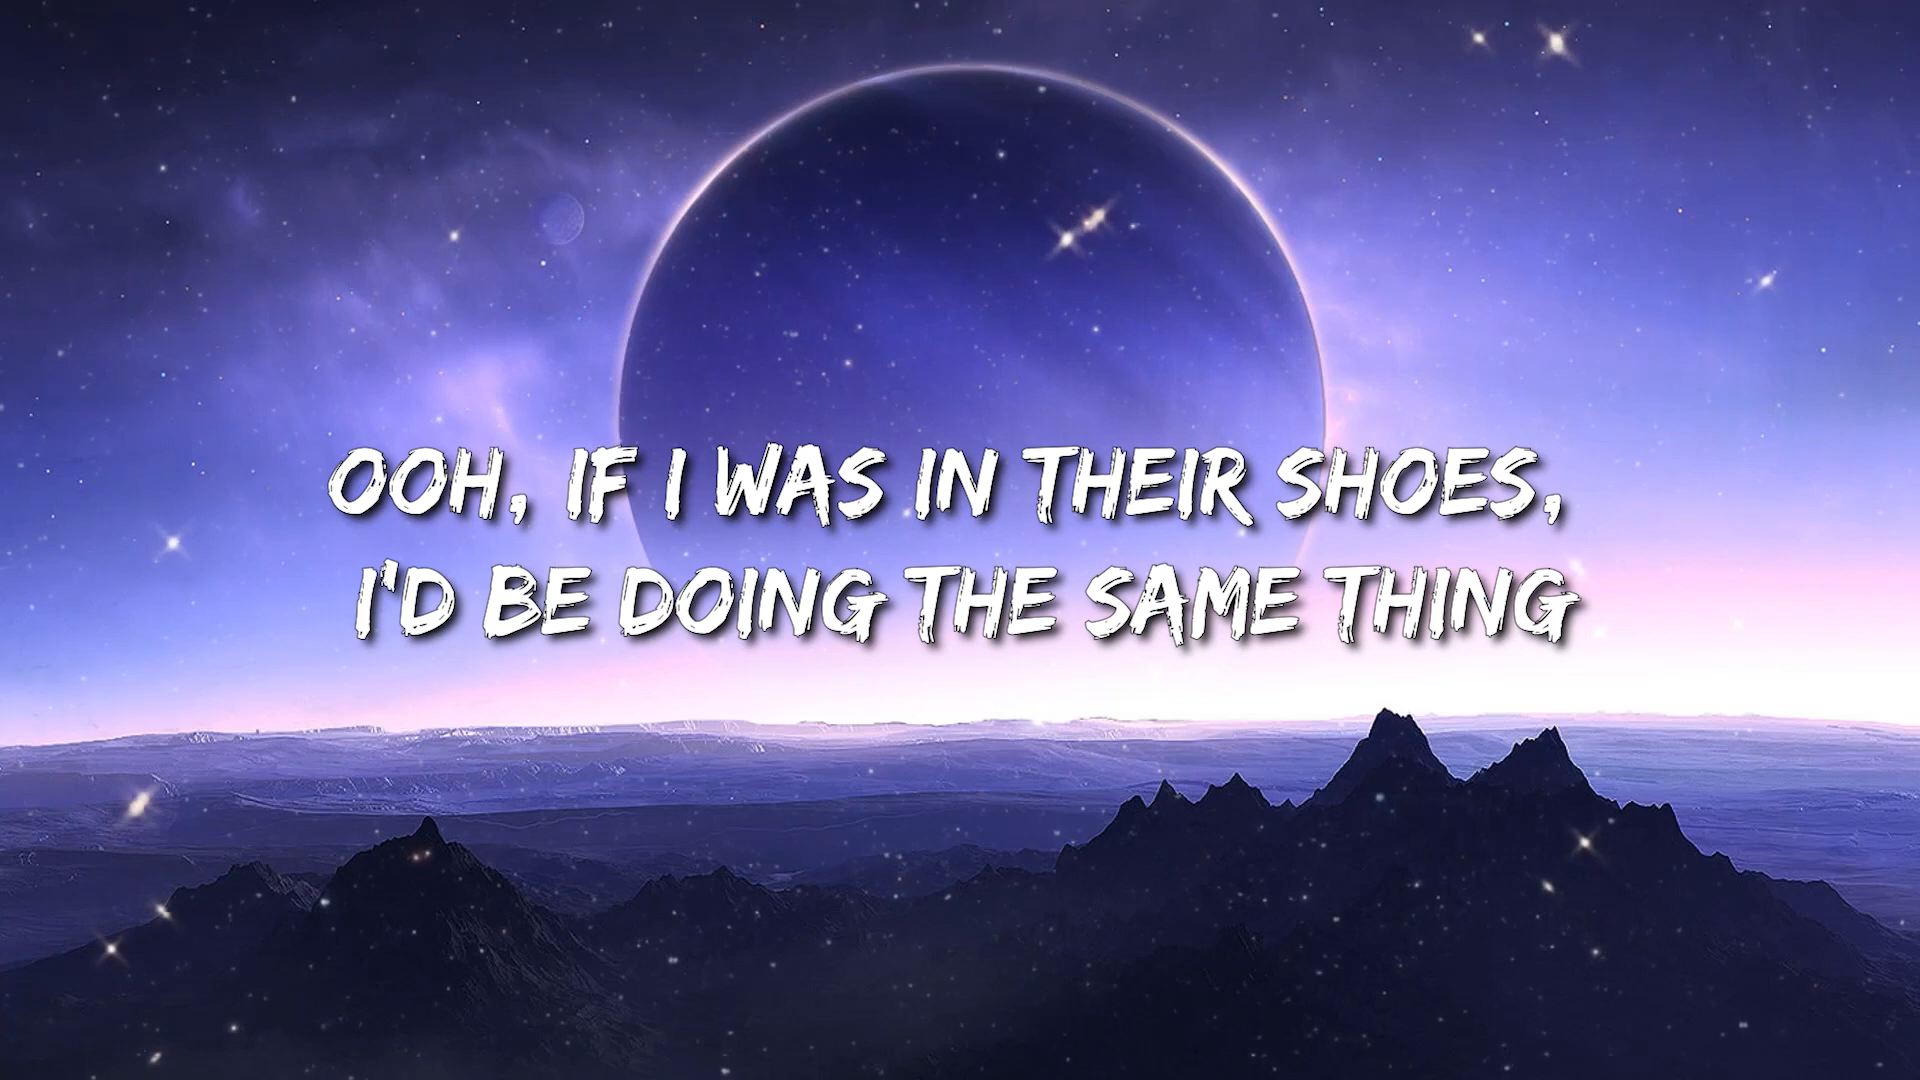 OOH, IF I WAS IN THEIR SHOES,
I'D BE DOING THE SAME THING